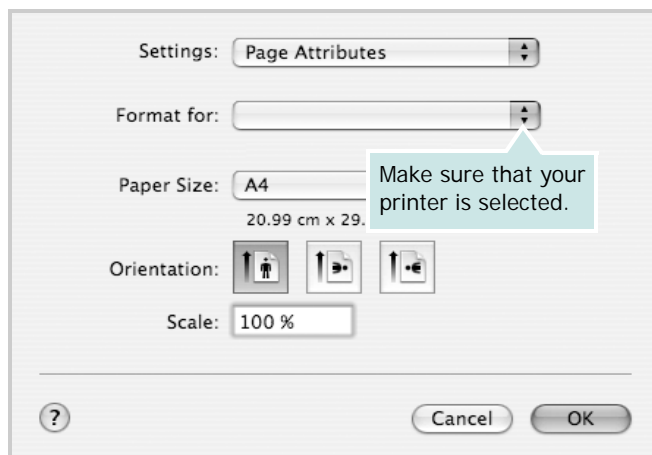 Settings: Page Attributes
Format for:
Make sure that your
printer is selected.
Paper Size: A4
20.99 cm x 29.
Orientation:
Scale: 100 %
? Cancel OK